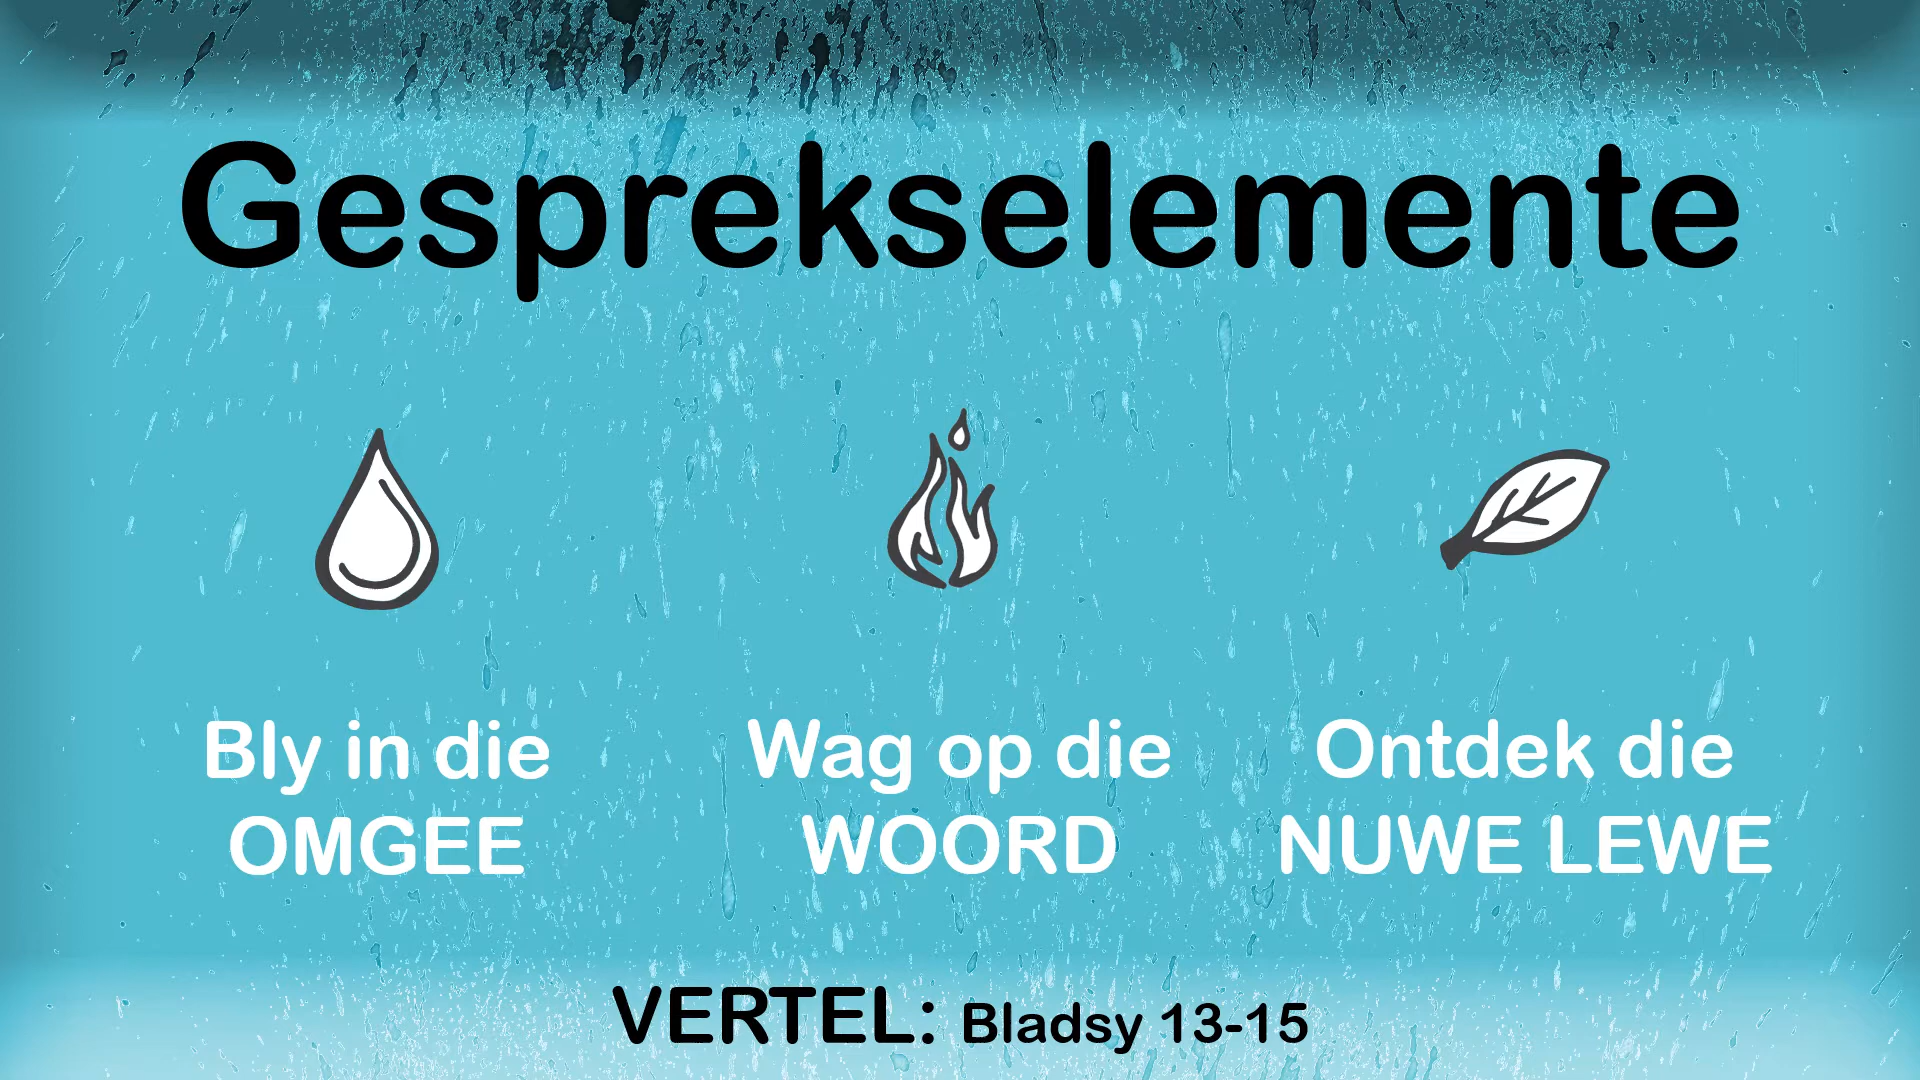 Gesprekselemente
Bly in die
OMGEE
Wag op die
WOORD
Ontdek die
NUWE LEWE
VERTEL: Bladsy 13-15